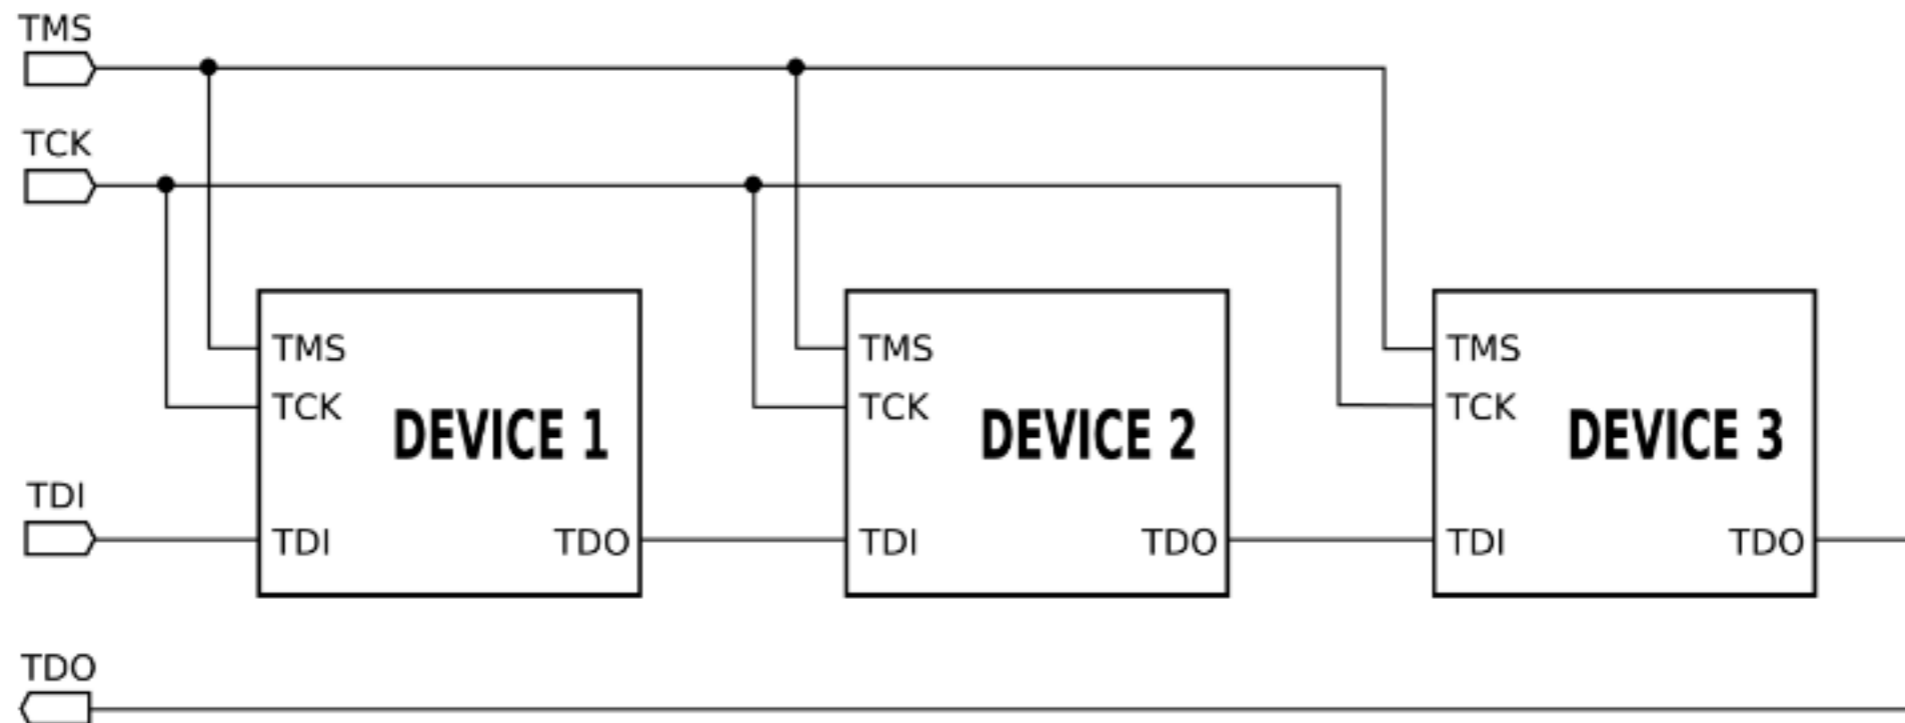 TMS
TCK
TMS
TCK
DEVICE 1
TDI
TDO
TMS
TCK
DEVICE 2
TDI
TDO
TMS
TCK
DEVICE 3
TDI
TDO
TDI
TDO